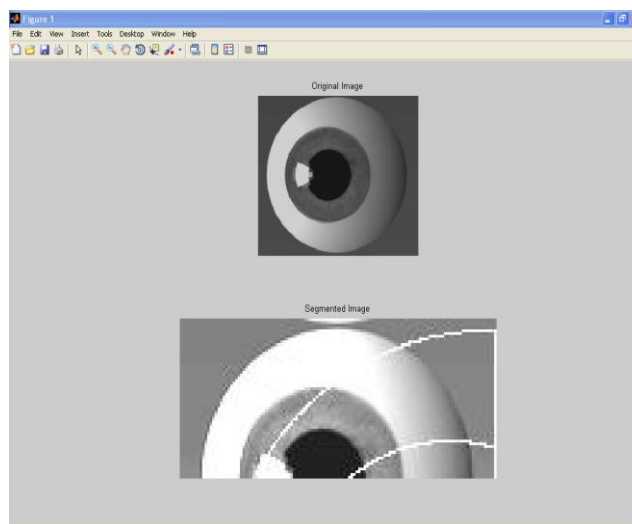 Figure 1
File Edit View Insert Tools Desktop Window Help
Original Image
Segmented Image